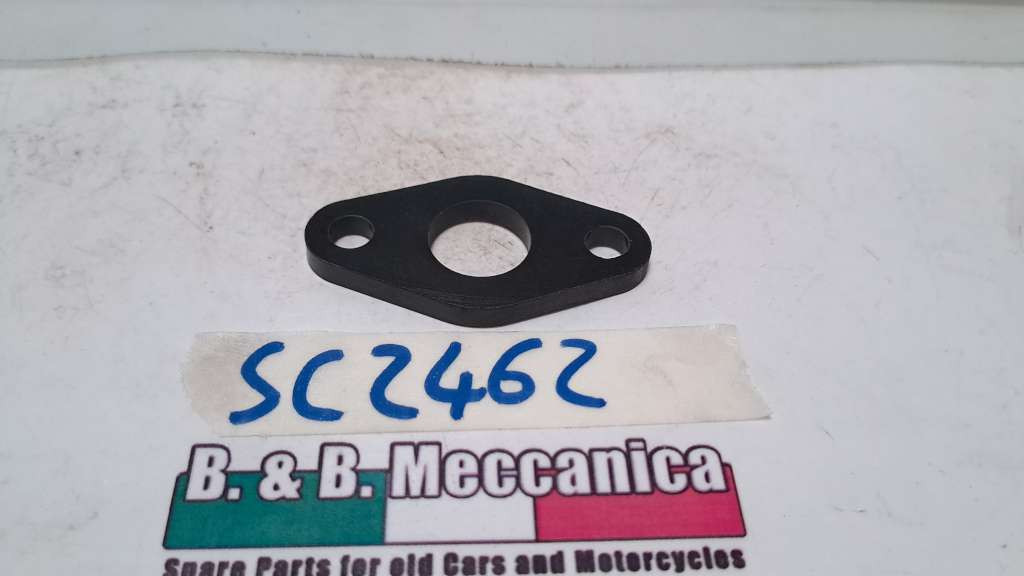 SC2462
B. & B. Meccanica
Spare Parts for old Cars and Motorcycles